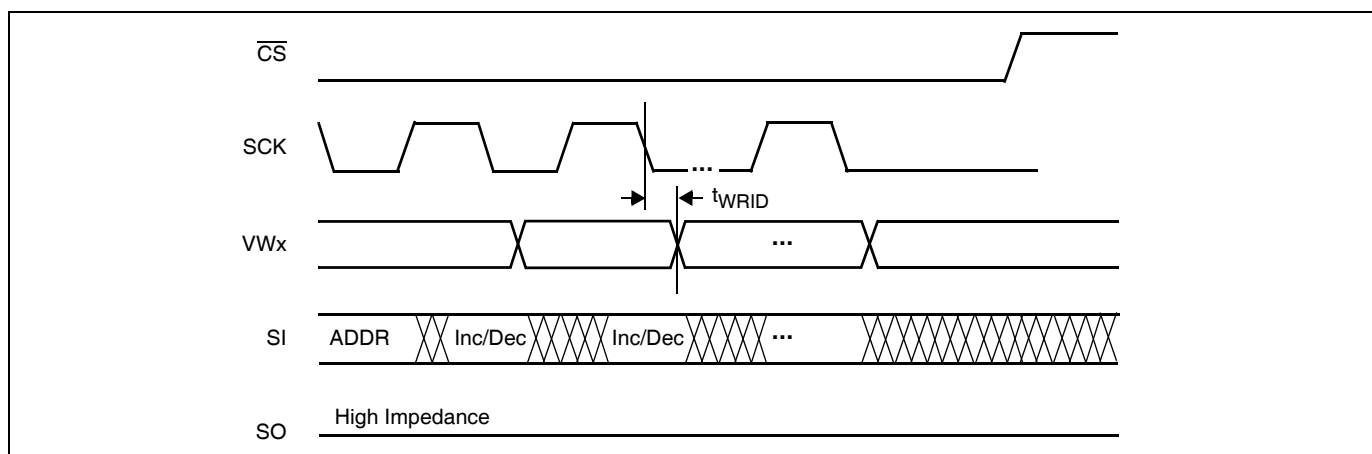 CS
SCK
...
tWRID
VWx
...
SI ADDR Inc/Dec Inc/Dec ...
SO High Impedance